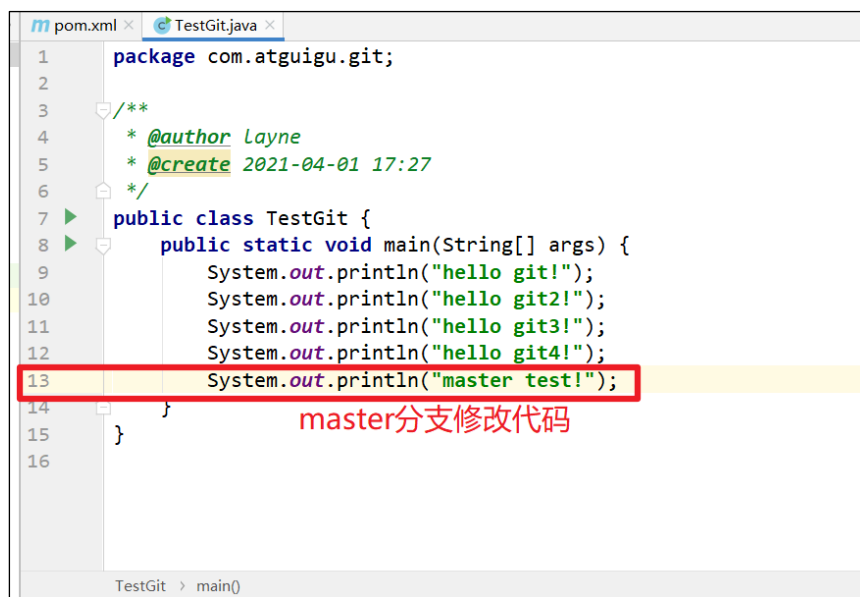 pom.xml TestGit.java
1 package com.atguigu.git;
2
3 /**
4 * @author layne
5 * @create 2021-04-01 17:27
6 */
7 public class TestGit {
8 public static void main(String[] args) {
9 System.out.println("hello git!");
10 System.out.println("hello git2!");
11 System.out.println("hello git3!");
12 System.out.println("hello git4!");
13 System.out.println("master test!");
14 }
master分支修改代码
15 }
16
TestGit > main()